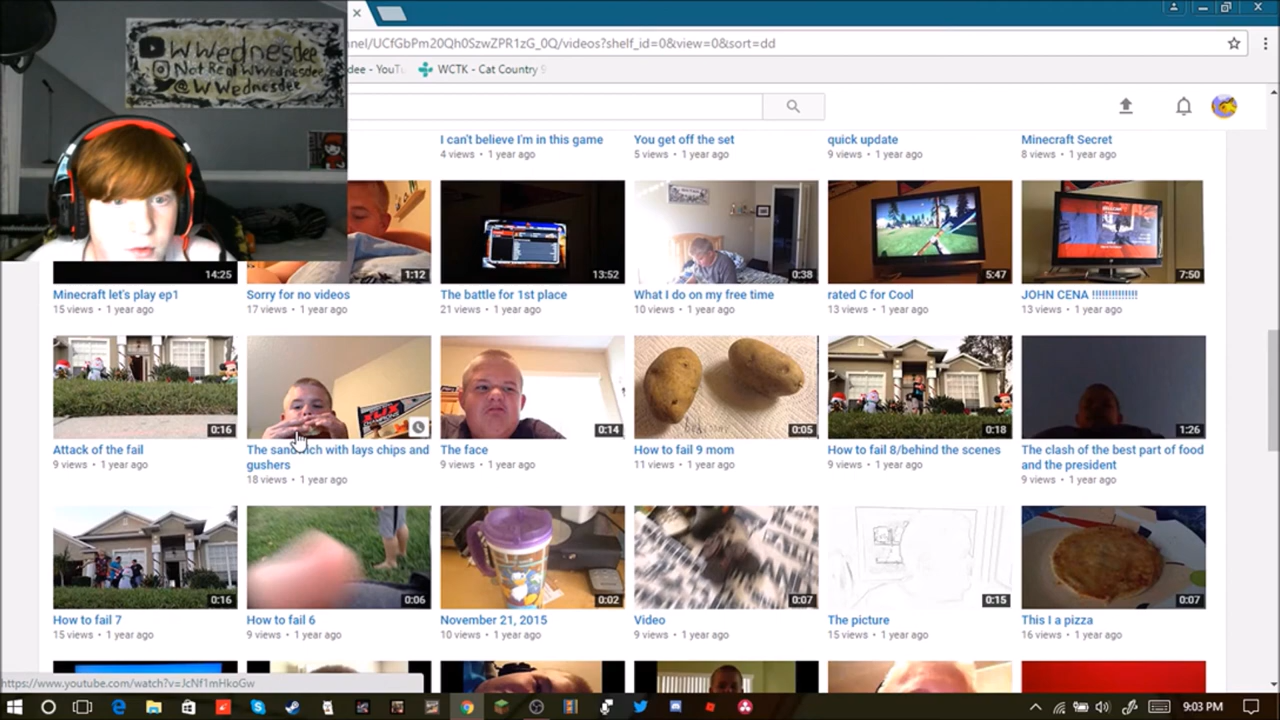 WWednesdee
Not Real WWednesdee
@WWednesdee
nel/UCfGbPm20Qh0SzwZPR1zG_0Q/videos?shelf_id=0&view=0&sort=dd
dee - YouTu
WCTK - Cat Country 9
I can't believe I'm in this game
You get off the set
quick update
Minecraft Secret
4 views • 1 year ago
5 views • 1 year ago
9 views • 1 year ago
8 views • 1 year ago
14:25
1:12
13:52
0:38
5:47
7:50
Minecraft let's play ep1
Sorry for no videos
The battle for 1st place
What I do on my free time
rated C for Cool
JOHN CENA !!!!!!!!!!!!!!!!
15 views • 1 year ago
17 views • 1 year ago
21 views • 1 year ago
10 views • 1 year ago
13 views • 1 year ago
13 views • 1 year ago
0:16
0:14
0:05
0:18
1:26
Attack of the fail
The sandwich with lays chips and
gushers
The face
How to fail 9 mom
How to fail 8/behind the scenes
The clash of the best part of food
and the president
9 views • 1 year ago
18 views • 1 year ago
9 views • 1 year ago
11 views • 1 year ago
9 views • 1 year ago
9 views • 1 year ago
0:16
0:06
0:02
0:07
0:15
0:07
How to fail 7
How to fail 6
November 21, 2015
Video
The picture
This I a pizza
15 views • 1 year ago
9 views • 1 year ago
10 views • 1 year ago
9 views • 1 year ago
15 views • 1 year ago
16 views • 1 year ago
https://www.youtube.com/watch?v=JcNf1mHkoGw
9:03 PM